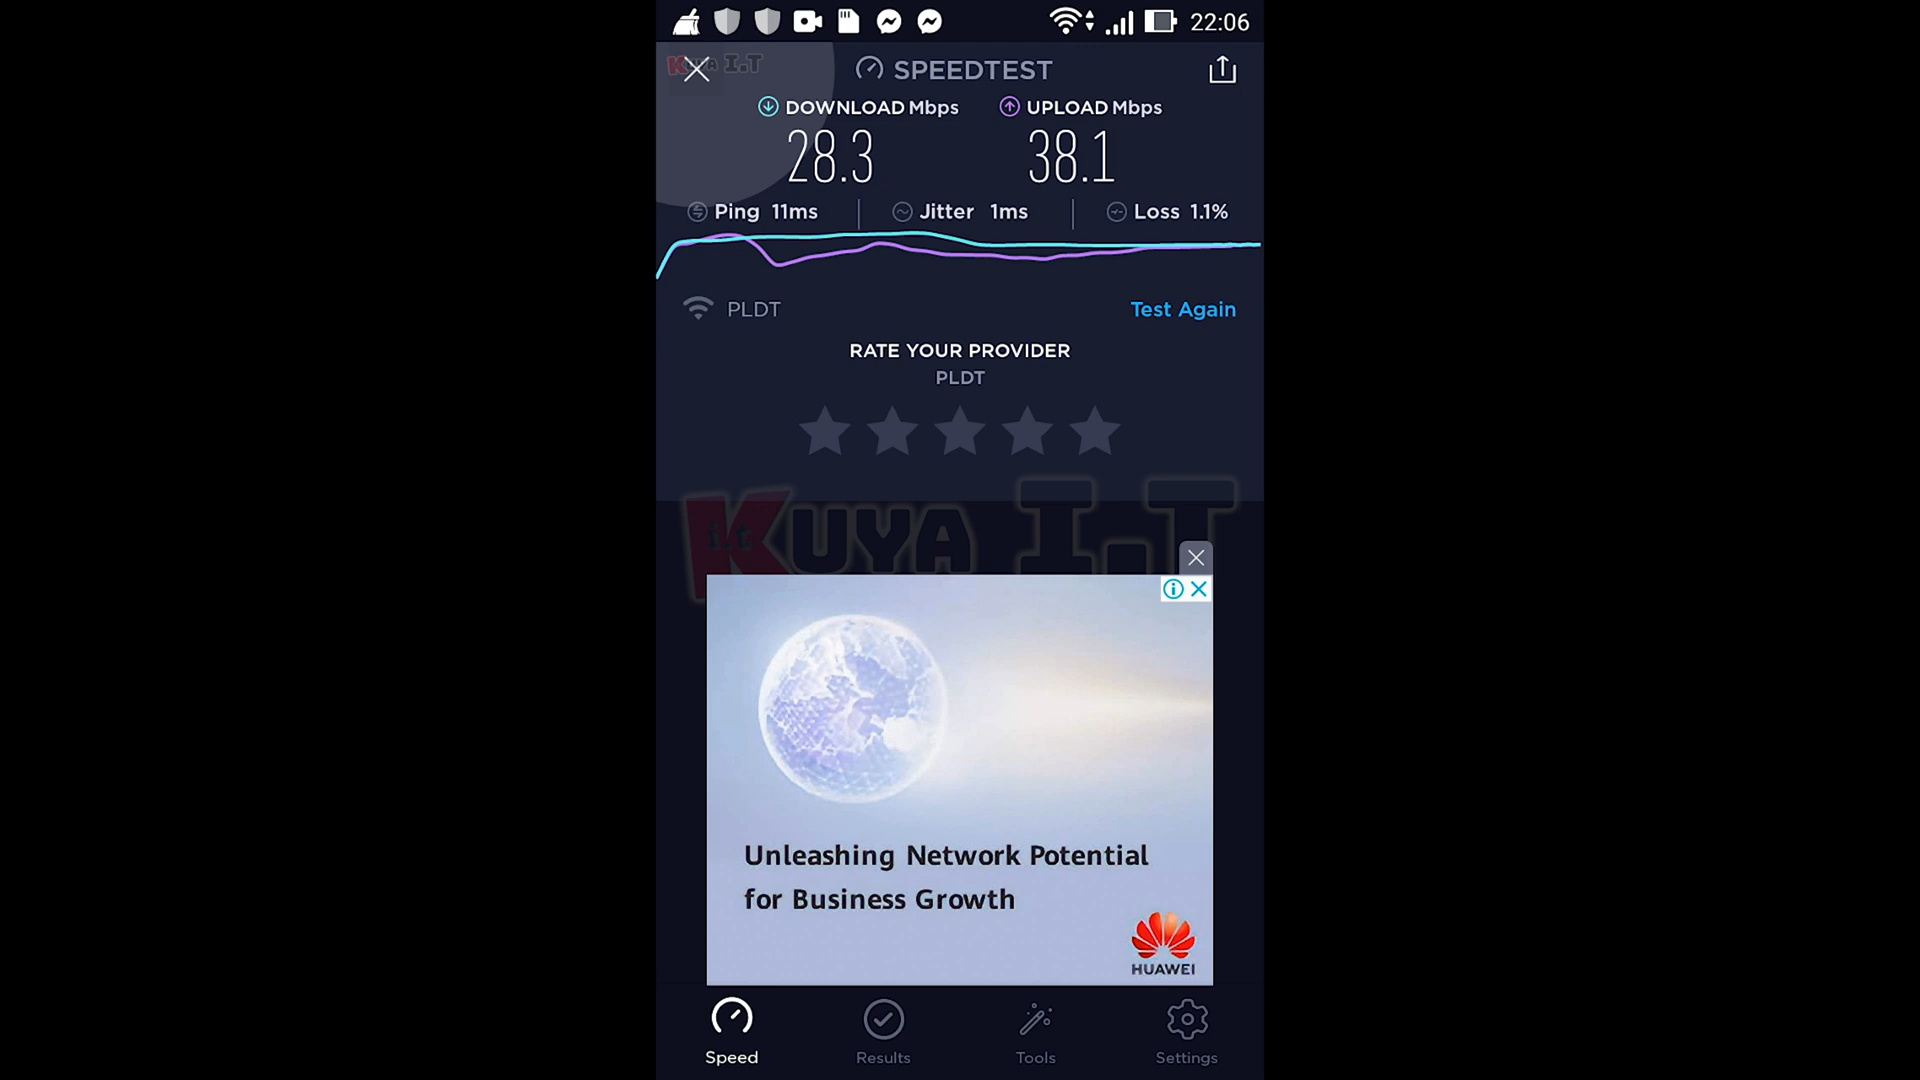 22:06
KUYA I.T
SPEEDTEST
DOWNLOAD Mbps
UPLOAD Mbps
28.3
38.1
Ping 11ms
Jitter 1ms
Loss 1.1%
PLDT
Test Again
RATE YOUR PROVIDER
PLDT
i.t KUYA I.T
Unleashing Network Potential
for Business Growth
HUAWEI
Speed
Results
Tools
Settings